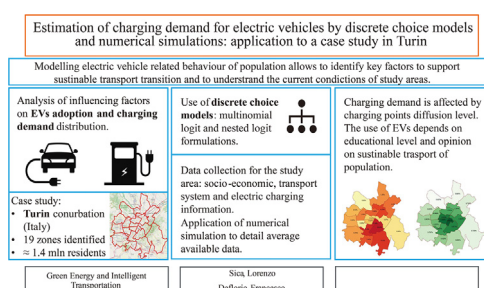 Estimation of charging demand for electric vehicles by discrete choice models
and numerical simulations: application to a case study in Turin
Modelling electric vehicle related behaviour of population allows to identify key factors to support
sustinable transport transition and to understand the current conditions of study areas.
Analysis of influencing factors
on EVs adoption and charging
demand distribution.
Case study:
• Turin conurbation
(Italy)
• 19 zones identified
• ≈ 1.4 mln residents
Use of discrete choice
models: multinomial
logit and nested logit
formulations.
Data collection for the study
area: socio-economic, transport
system and electric charging
information.
Application of numerical
simulation to detail average
available data.
Charging demand is affected by
charging points diffusion level.
The use of EVs depends on
educational level and opinion
on sustinable trasport of
population.
Green Energy and Intelligent
Transportation
Sica, Lorenzo
Deflorio, Francesco